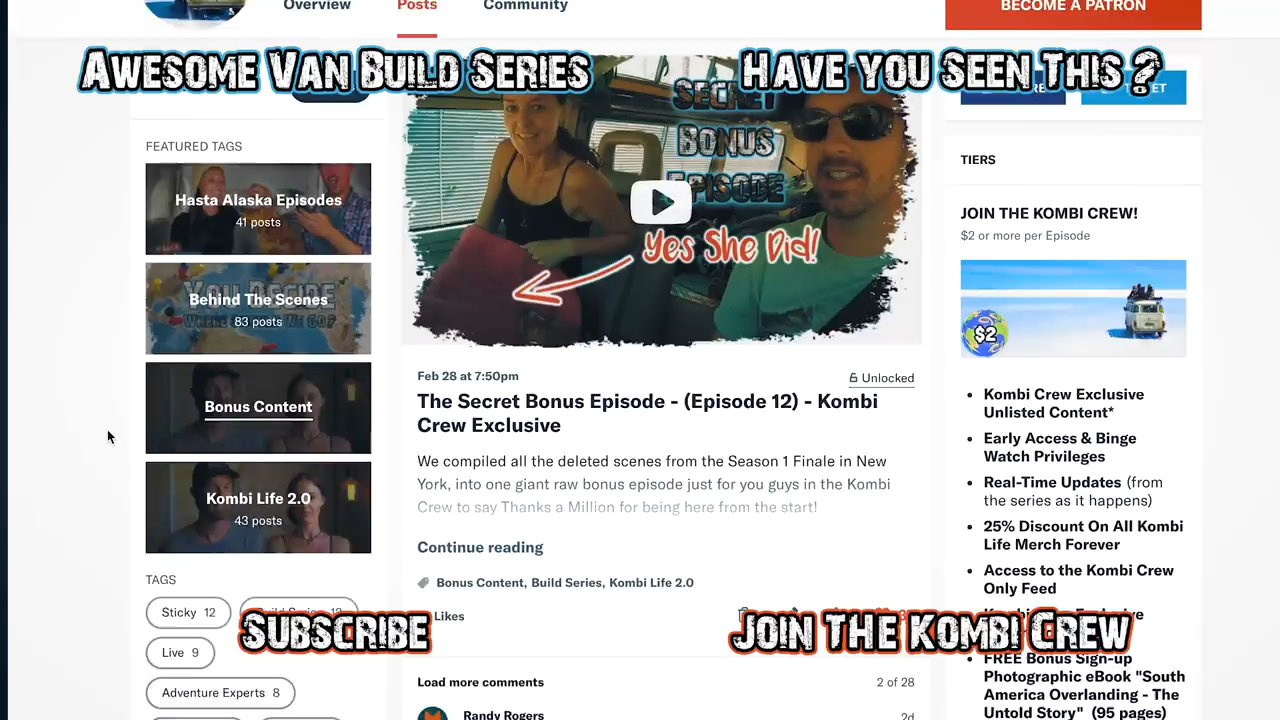 Overview
Posts
Community
BECOME A PATRON
AWESOME VAN BUILD SERIES
HAVE YOU SEEN THIS?
FEATURED TAGS
Hasta Alaska Episodes
41 posts
YOU DECIDE
Behind The Scenes
83 posts
Bonus Content
Kombi Life 2.0
43 posts
TAGS
Sticky 12
Build Series 12
Live 9
Adventure Experts 8
SUBSCRIBE
SECRET
BONUS
EPISODE
Yes She Did!
Feb 28 at 7:50pm
Unlocked
The Secret Bonus Episode - (Episode 12) - Kombi
Crew Exclusive
We compiled all the deleted scenes from the Season 1 Finale in New
York, into one giant raw bonus episode just for you guys in the Kombi
Crew to say Thanks a Million for being here from the start!
Continue reading
Bonus Content, Build Series, Kombi Life 2.0
Likes
Load more comments
2 of 28
Randy Rogers
2d
TIERS
JOIN THE KOMBI CREW!
$2 or more per Episode
$2
Kombi Crew Exclusive
Unlisted Content*
Early Access & Binge
Watch Privileges
Real-Time Updates (from
the series as it happens)
25% Discount On All Kombi
Life Merch Forever
Access to the Kombi Crew
Only Feed
JOIN THE KOMBI CREW
FREE Bonus Sign-up
Photographic eBook "South
America Overlanding - The
Untold Story" (95 pages)